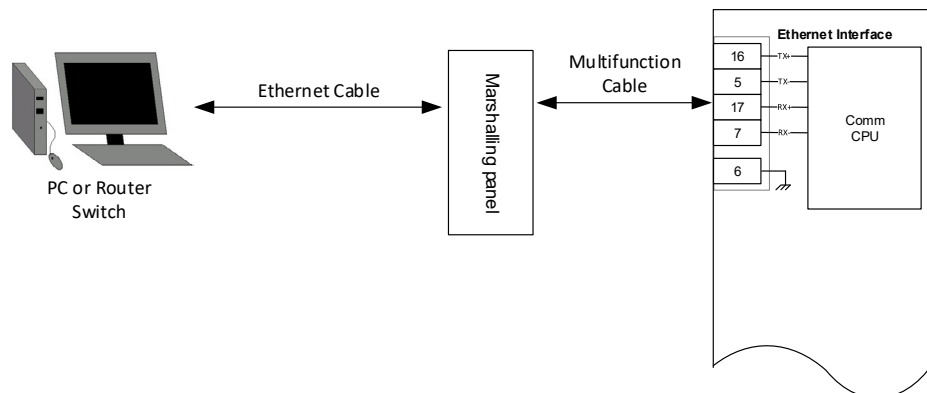 Ethernet Interface
16
TX+
5
TX-
17
RX+
7
RX-
6
Comm
CPU
Multifunction
Cable
Ethernet Cable
Marshalling panel
PC or Router
Switch